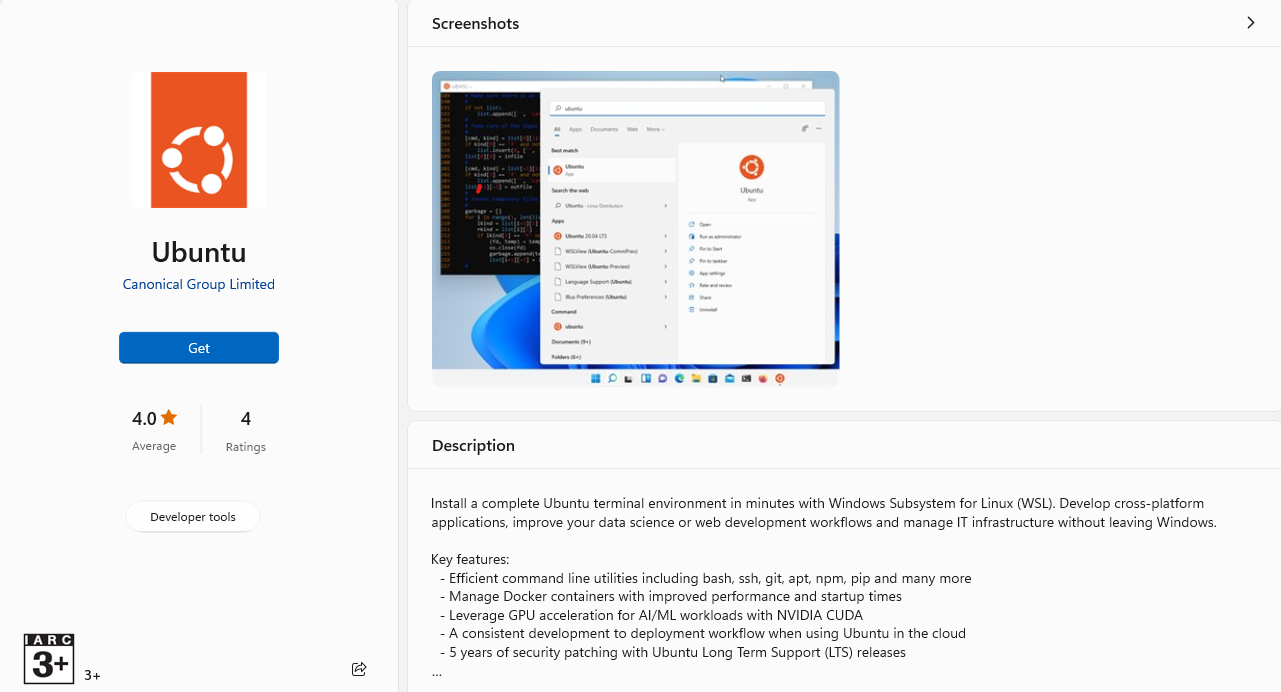 Ubuntu
Canonical Group Limited
Get
4.0
Average
4
Ratings
Developer tools
IARC
3+
3+
Screenshots
ubuntu
All Apps Documents Web More
Best match
Ubuntu
App
Search the web
Ubuntu - Linux Distribution
Apps
Ubuntu 20.04 LTS
WSLView (Ubuntu-CommPrev)
WSLView (Ubuntu-Preview)
Language Support (Ubuntu)
IBus Preferences (Ubuntu)
Command
ubuntu
Documents (9+)
Folders (6+)
Ubuntu
App
Open
Run as administrator
Pin to Start
Pin to taskbar
App settings
Rate and review
Share
Uninstall
Description
Install a complete Ubuntu terminal environment in minutes with Windows Subsystem for Linux (WSL). Develop cross-platform
applications, improve your data science or web development workflows and manage IT infrastructure without leaving Windows.
Key features:
- Efficient command line utilities including bash, ssh, git, apt, npm, pip and many more
- Manage Docker containers with improved performance and startup times
- Leverage GPU acceleration for AI/ML workloads with NVIDIA CUDA
- A consistent development to deployment workflow when using Ubuntu in the cloud
- 5 years of security patching with Ubuntu Long Term Support (LTS) releases
...